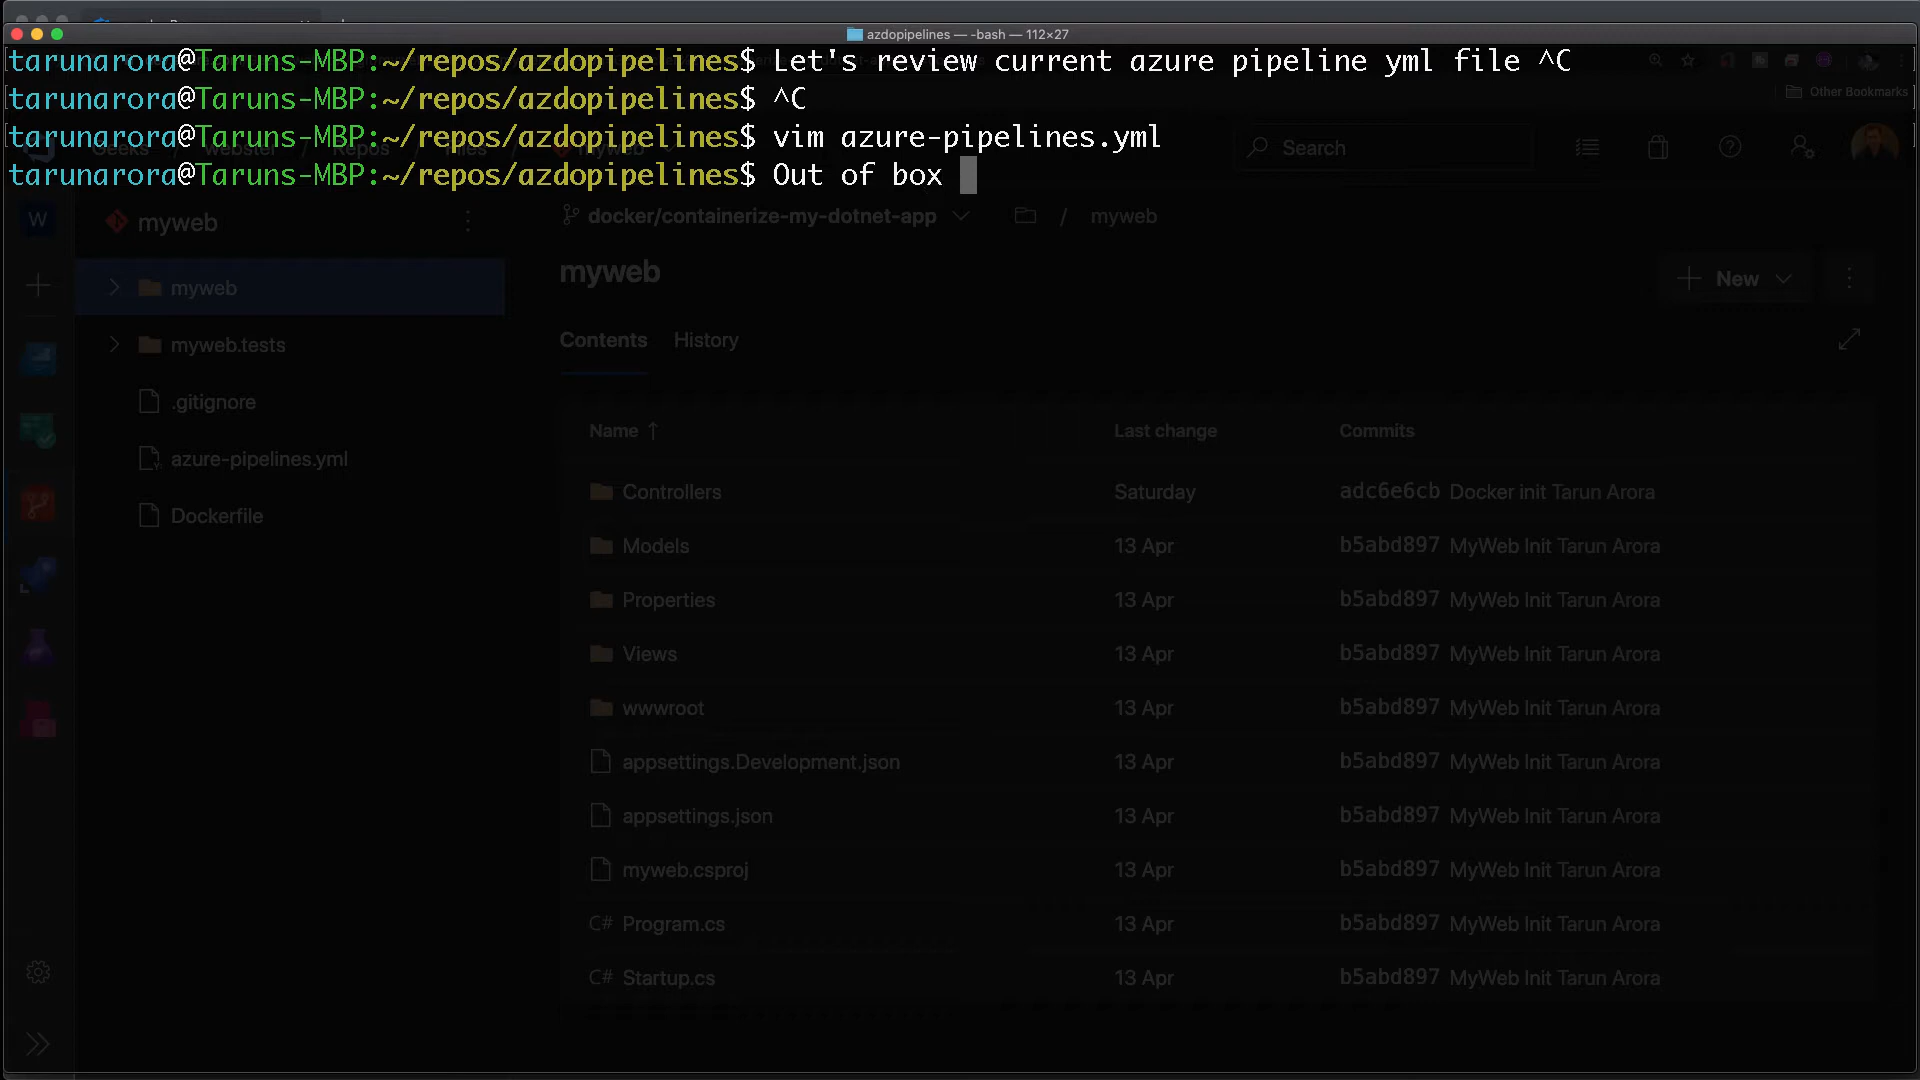 azdopipelines — -bash — 112×27
tarunarora@Taruns-MBP:~/repos/azdopipelines$ Let's review current azure pipeline yml file ^C
tarunarora@Taruns-MBP:~/repos/azdopipelines$ ^C
Other Bookmarks
tarunarora@Taruns-MBP:~/repos/azdopipelines$ vim azure-pipelines.yml
Geeks / webster / Repos / Files / myweb
Search
tarunarora@Taruns-MBP:~/repos/azdopipelines$ Out of box
W
myweb
docker/containerize-my-dotnet-app / myweb
myweb
New
myweb
myweb.tests
.gitignore
azure-pipelines.yml
Dockerfile
Contents History
Name ↑ Last change Commits
Controllers Saturday adc6e6cb Docker init Tarun Arora
Models 13 Apr b5abd897 MyWeb Init Tarun Arora
Properties 13 Apr b5abd897 MyWeb Init Tarun Arora
Views 13 Apr b5abd897 MyWeb Init Tarun Arora
wwwroot 13 Apr b5abd897 MyWeb Init Tarun Arora
appsettings.Development.json 13 Apr b5abd897 MyWeb Init Tarun Arora
appsettings.json 13 Apr b5abd897 MyWeb Init Tarun Arora
myweb.csproj 13 Apr b5abd897 MyWeb Init Tarun Arora
C# Program.cs 13 Apr b5abd897 MyWeb Init Tarun Arora
C# Startup.cs 13 Apr b5abd897 MyWeb Init Tarun Arora